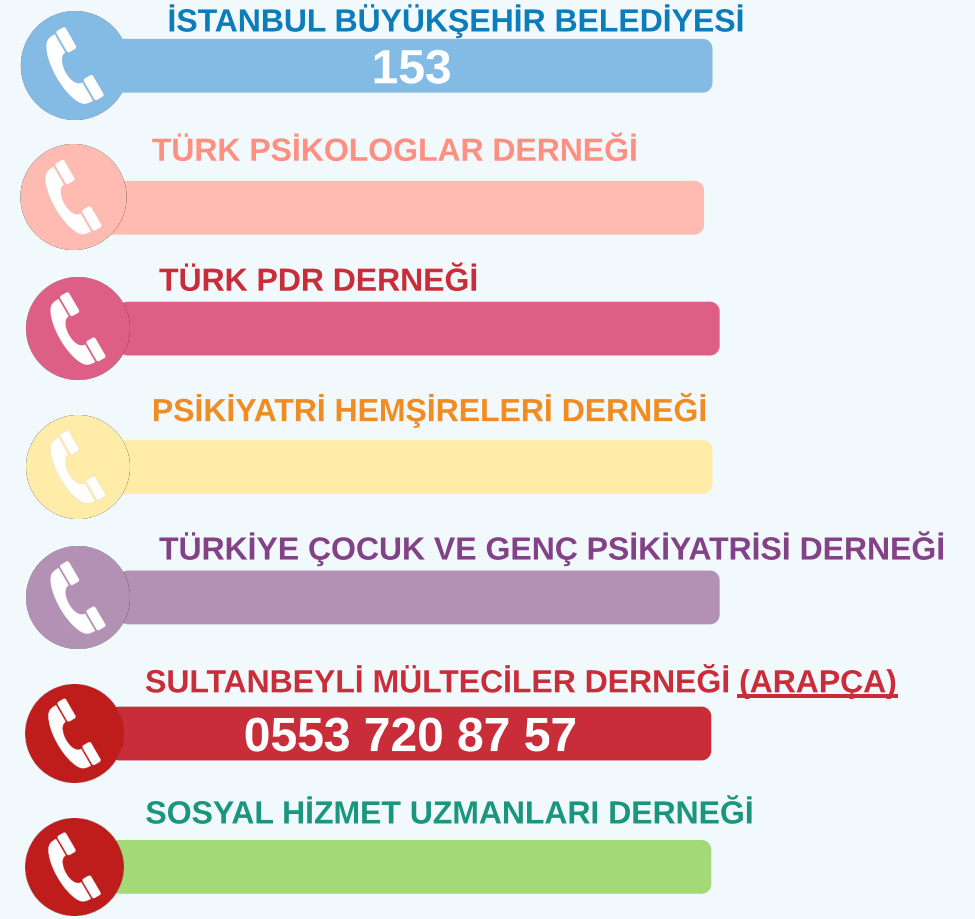 İSTANBUL BÜYÜKŞEHİR BELEDİYESİ
153
TÜRK PSİKOLOGLAR DERNEĞİ
TÜRK PDR DERNEĞİ
PSİKİYATRİ HEMŞİRELERİ DERNEĞİ
TÜRKİYE ÇOCUK VE GENÇ PSİKİYATRİSİ DERNEĞİ
SULTANBEYLİ MÜLTECİLER DERNEĞİ (ARAPÇA)
0553 720 87 57
SOSYAL HİZMET UZMANLARI DERNEĞİ